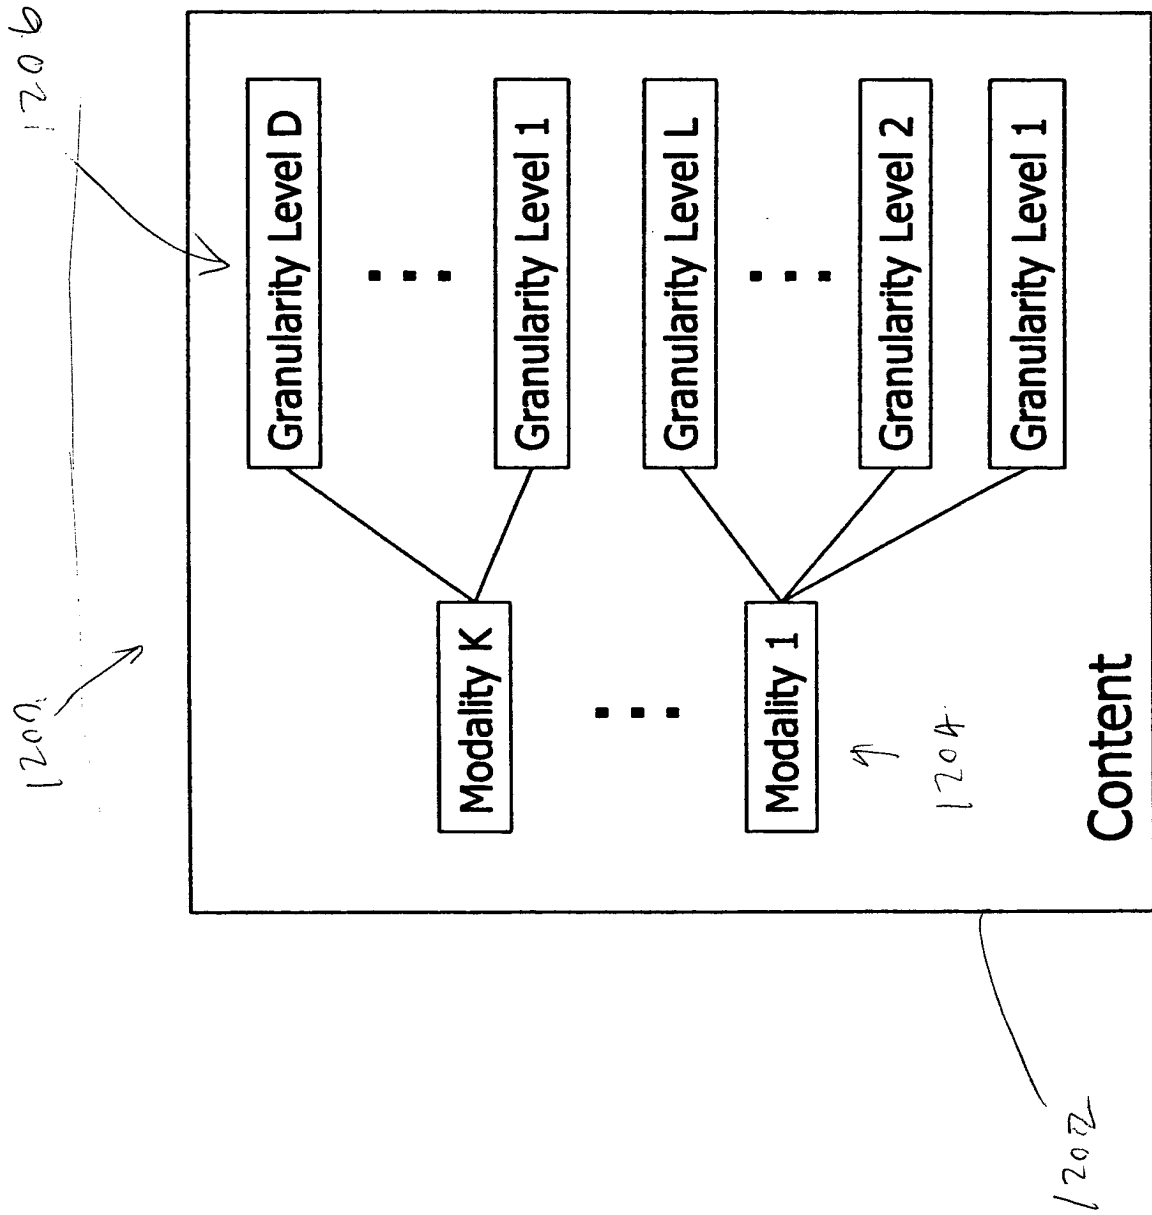 1200
1206
Granularity Level D
Modality K
Granularity Level 1
Granularity Level L
Modality 1
Granularity Level 2
1204
Granularity Level 1
1202
Content